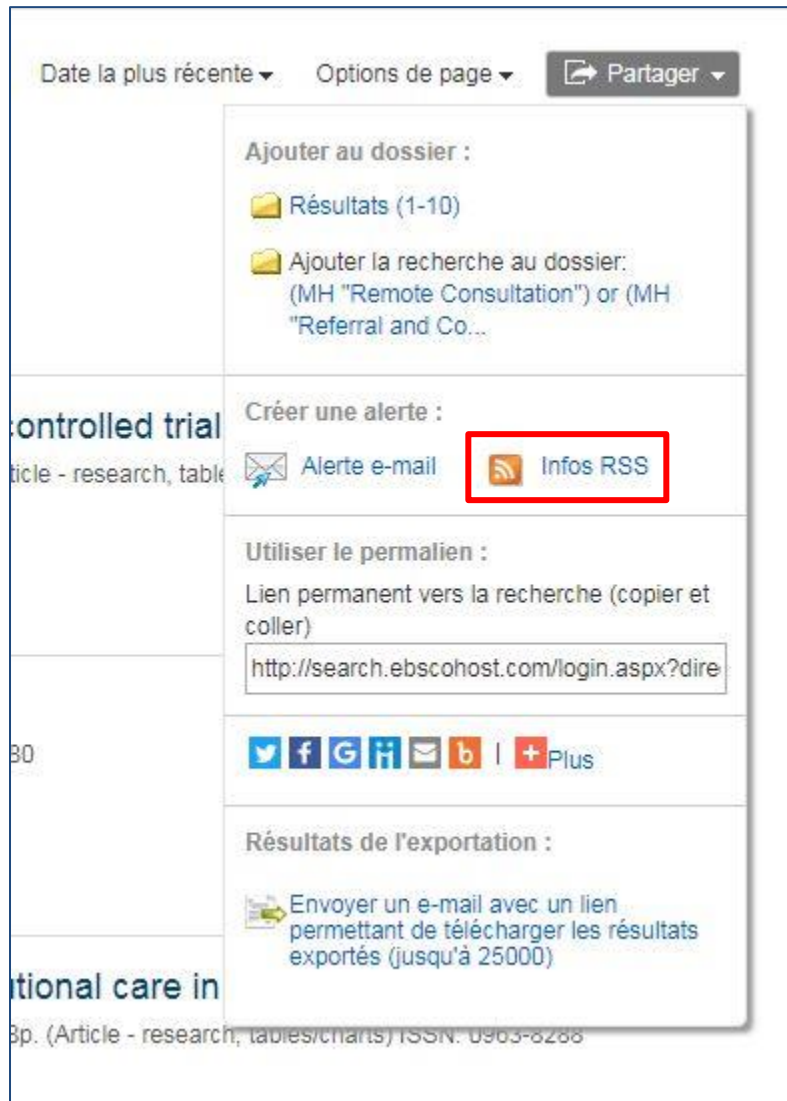 Date la plus récente Options de page Partager
Ajouter au dossier :
Résultats (1-10)
Ajouter la recherche au dossier:
(MH "Remote Consultation") or (MH
"Referral and Co...
controlled trial
Créer une alerte :
ticle - research, table
Alerte e-mail Infos RSS
Utiliser le permalien :
Lien permanent vers la recherche (copier et
coller)
http://search.ebscohost.com/login.aspx?dire
30
Plus
Résultats de l'exportation :
Envoyer un e-mail avec un lien
permettant de télécharger les résultats
exportés (jusqu'à 25000)
tional care in
3p. (Article - research, tables/charts) ISSN: 0963-8288